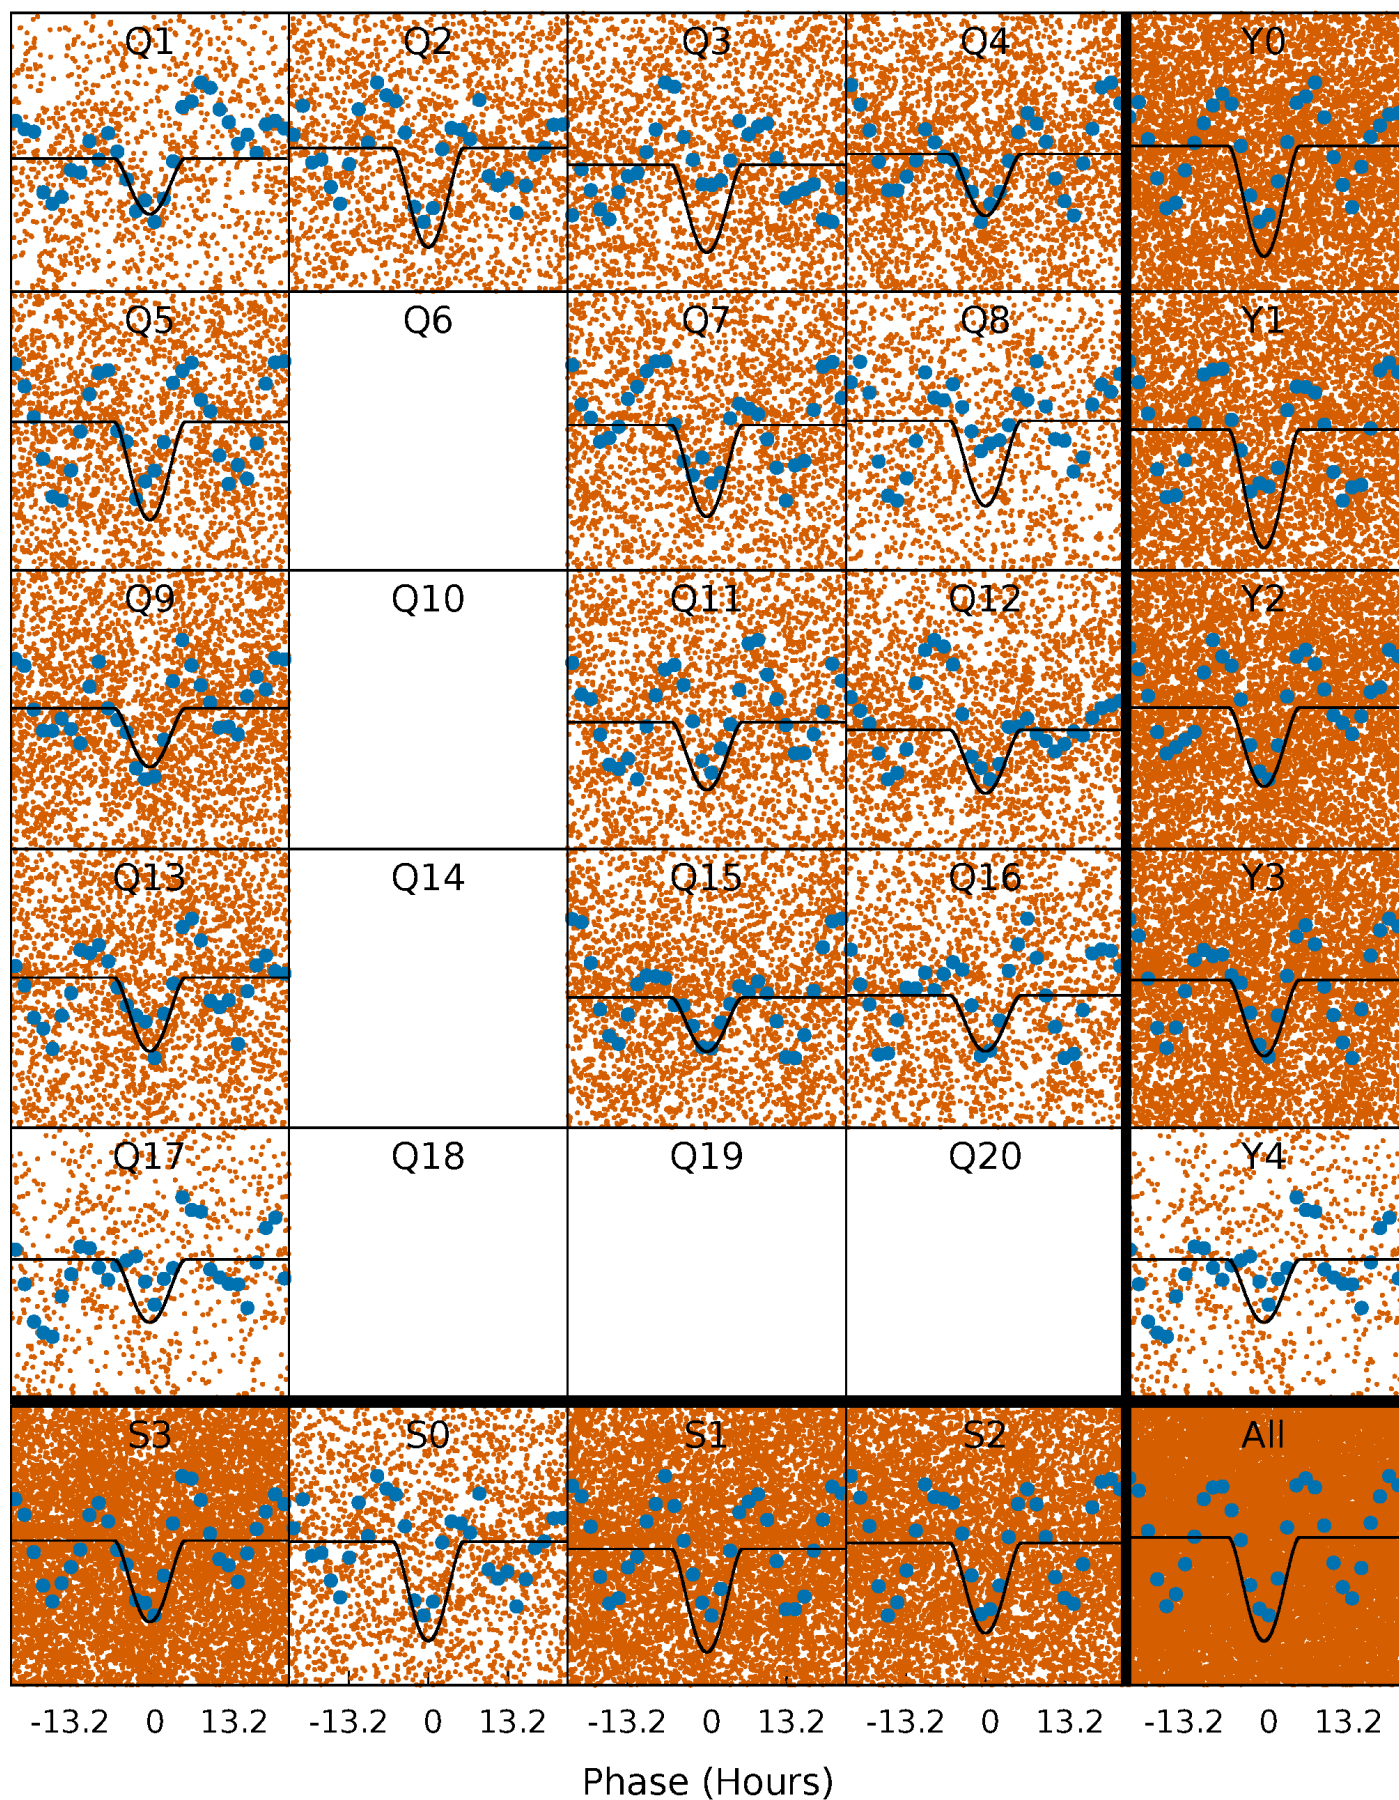 Q1 Q2 Q3 Q4 Y0
Q5 Q6 Q7 Q8 Y1
Q9 Q10 Q11 Q12 Y2
Q13 Q14 Q15 Q16 Y3
Q17 Q18 Q19 Q20 Y4
S3 S0 S1 S2 All
-13.2 0 13.2 -13.2 0 13.2 -13.2 0 13.2 -13.2 0 13.2 -13.2 0 13.2
Phase (Hours)